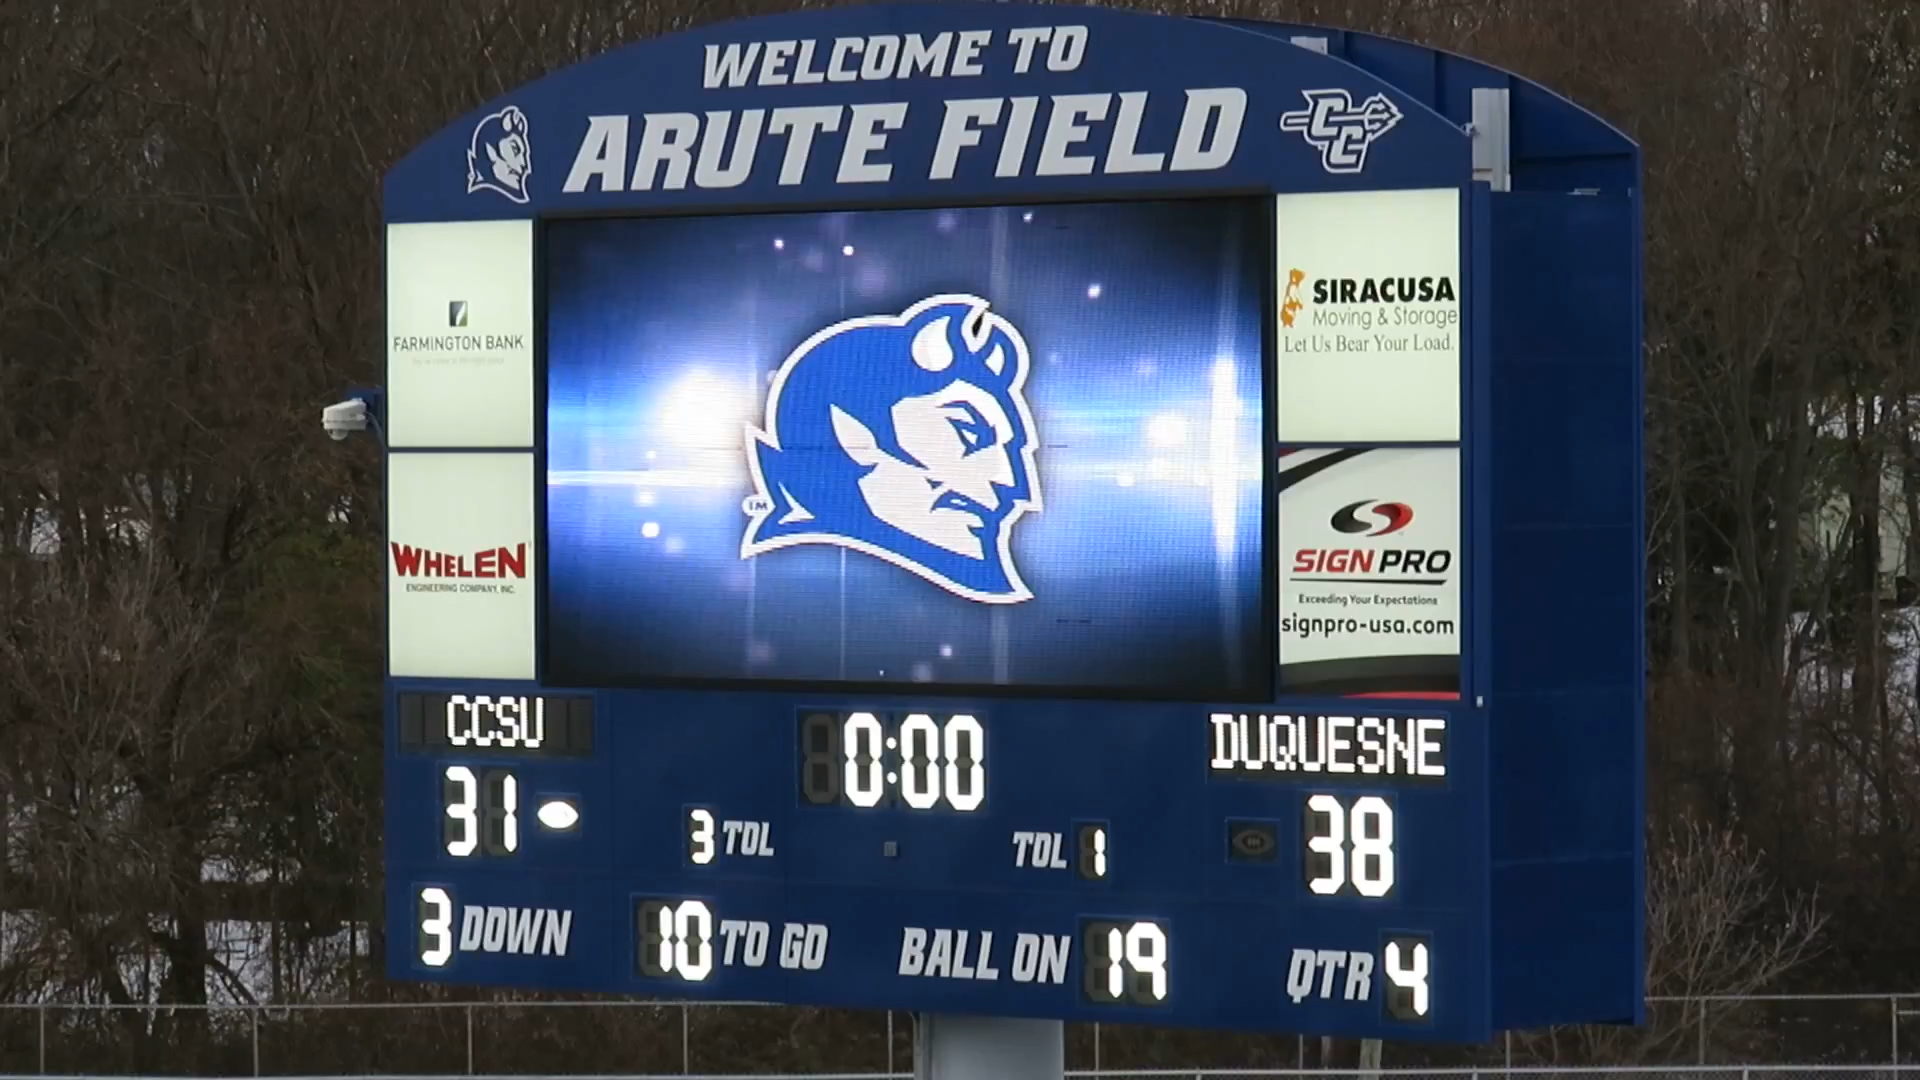 WELCOME TO
ARUTE FIELD
CC
FARMINGTON BANK
SIRACUSA
Moving & Storage
Let Us Bear Your Load.
WHELEN
ENGINEERING COMPANY, INC.
TM
SIGN PRO
Exceeding Your Expectations
signpro-usa.com
CCSU
0:00
DUQUESNE
31
3 TOL
TOL 1
38
3 DOWN
10 TO GO
BALL ON 19
QTR 4